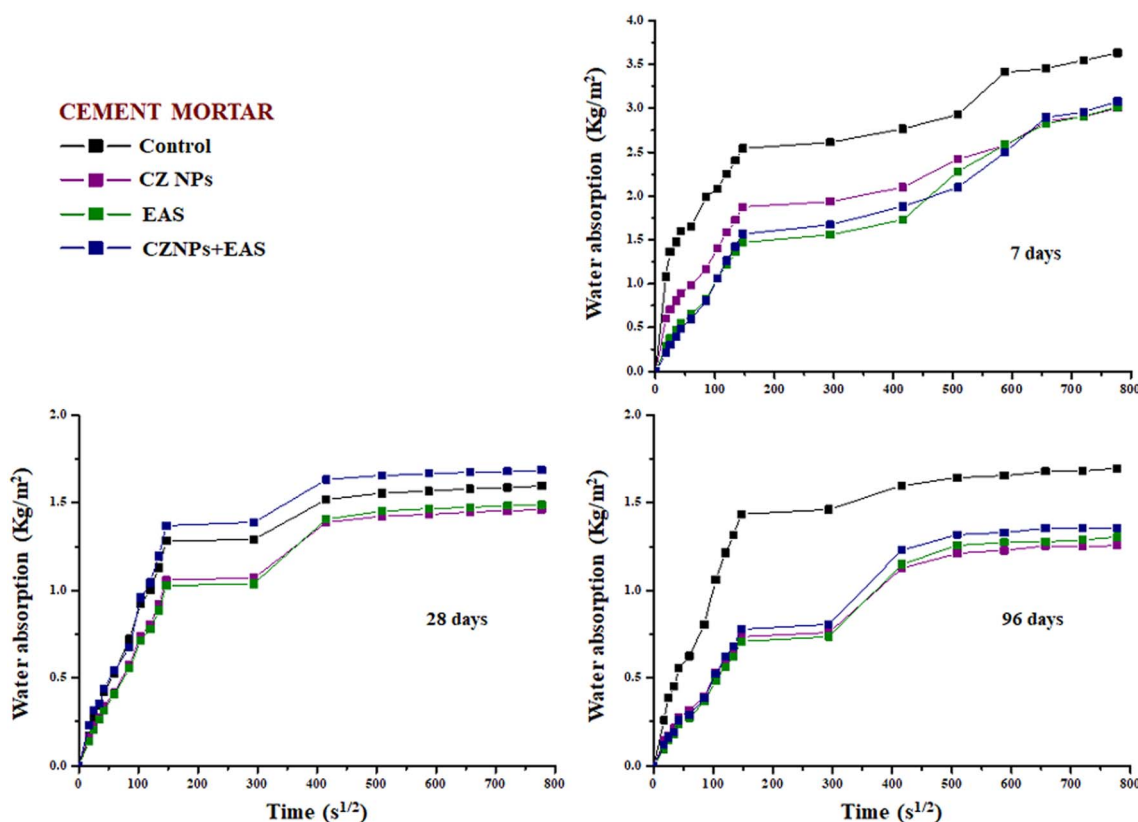 CEMENT MORTAR
Control
CZ NPs
EAS
CZNPs+EAS
Water absorption (Kg/m²)
4.0
3.5
3.0
2.5
2.0
1.5
1.0
0.5
0.0
7 days
0 100 200 300 400 500 600 700 800
Water absorption (Kg/m²)
2.0
1.5
1.0
0.5
0.0
28 days
0 100 200 300 400 500 600 700 800
Time (s^1/2)
Water absorption (Kg/m²)
2.0
1.5
1.0
0.5
0.0
96 days
0 100 200 300 400 500 600 700 800
Time (s^1/2)